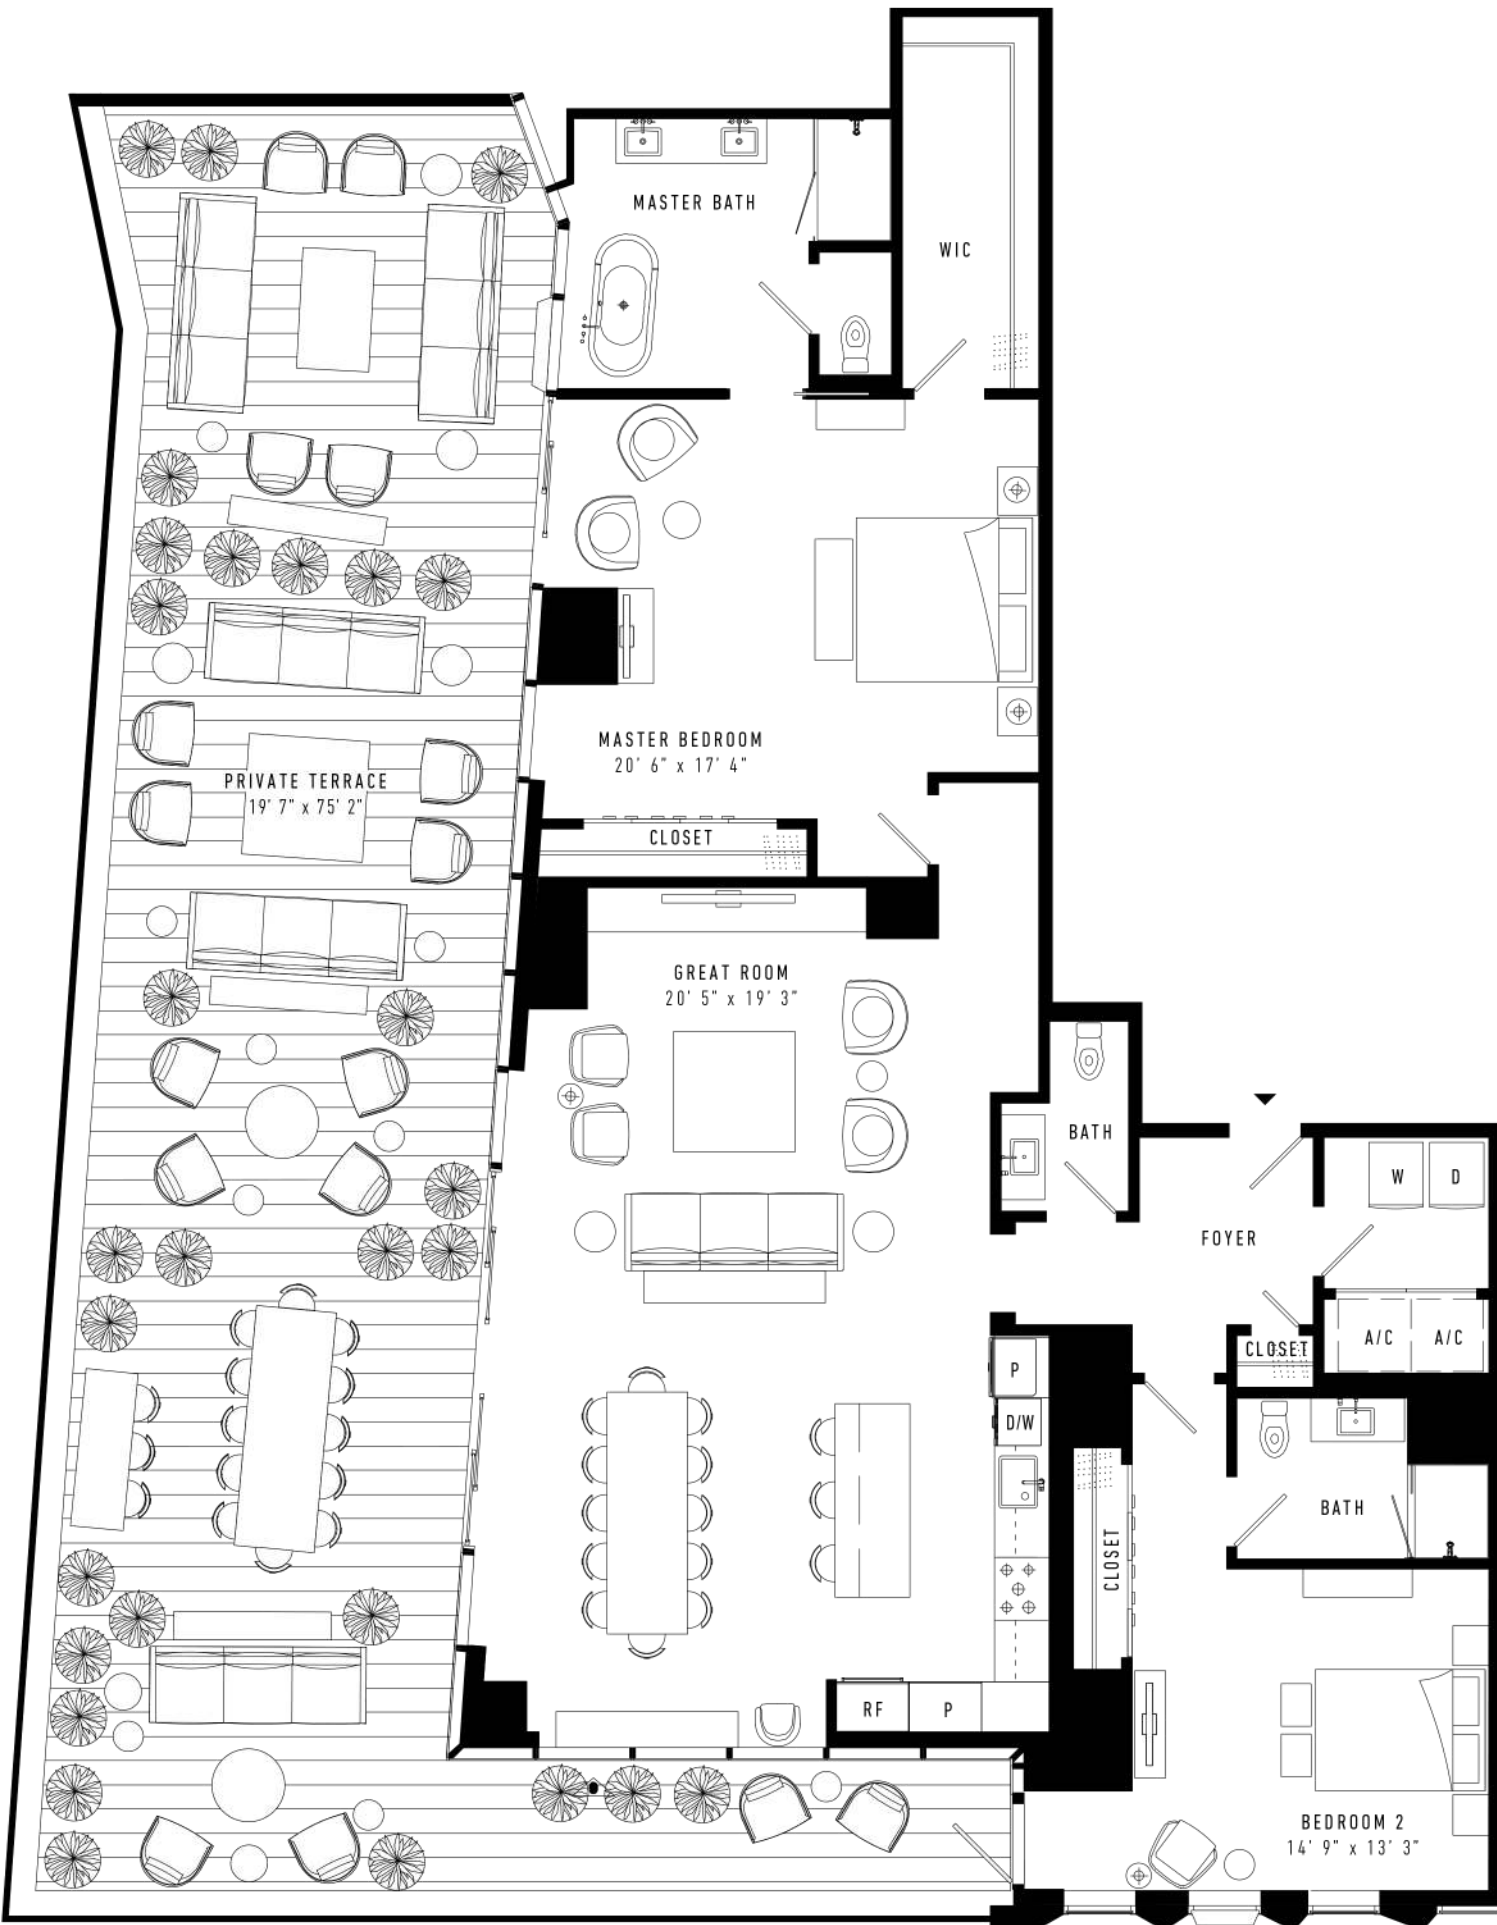 MASTER BATH
WIC
MASTER BEDROOM
20' 6" x 17' 4"
PRIVATE TERRACE
19' 7" x 75' 2"
CLOSET
GREAT ROOM
20' 5" x 19' 3"
BATH
W
D
FOYER
A/C
A/C
CLOSET
P
D/W
BATH
CLOSET
RF
P
BEDROOM 2
14' 9" x 13' 3"